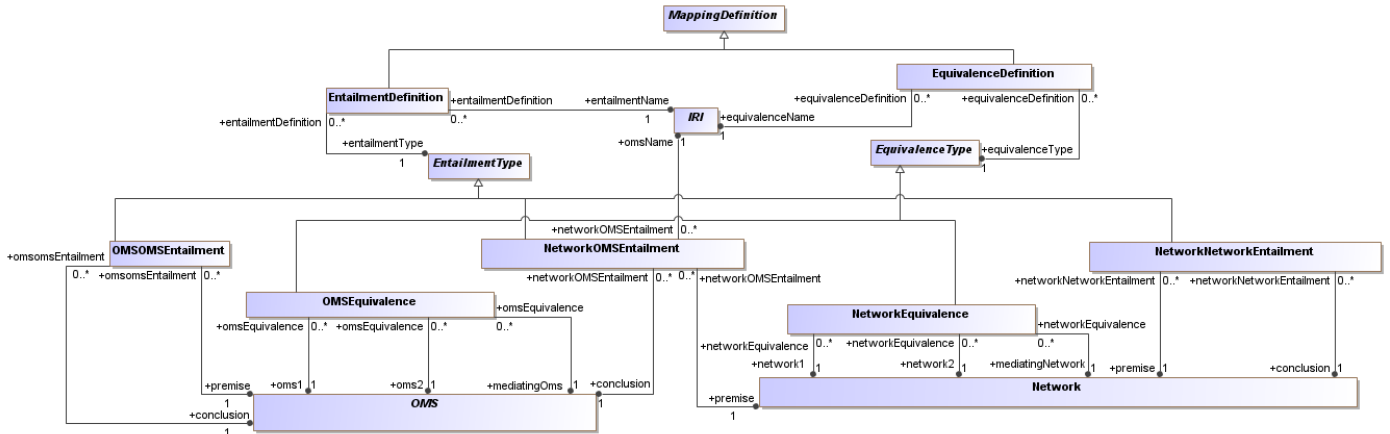 MappingDefinition
EquivalenceDefinition
EntailmentDefinition
+entailmentDefinition
+entailmentName
+equivalenceDefinition
0..*
+equivalenceDefinition
0..*
+entailmentDefinition
0..*
0..*
1
IRI
+equivalenceName
1
+entailmentType
1
+omsName
1
EquivalenceType
+equivalenceType
1
EntailmentType
+networkOMSEntailment
0..*
OMSOMSEntailment
NetworkOMSEntailment
NetworkNetworkEntailment
+omsomsEntailment
0..*
+omsomsEntailment
0..*
+networkOMSEntailment
0..*
0..*
+networkOMSEntailment
+networkNetworkEntailment
0..*
+networkNetworkEntailment
0..*
OMSEquivalence
+omsEquivalence
0..*
+omsEquivalence
0..*
+omsEquivalence
0..*
NetworkEquivalence
+networkEquivalence
0..*
+networkEquivalence
0..*
+networkEquivalence
0..*
+network1
1
+network2
1
+mediatingNetwork
1
+premise
1
+conclusion
1
Network
+premise
1
+oms1
1
+oms2
1
+mediatingOms
1
+conclusion
1
OMS
+premise
1
+conclusion
1